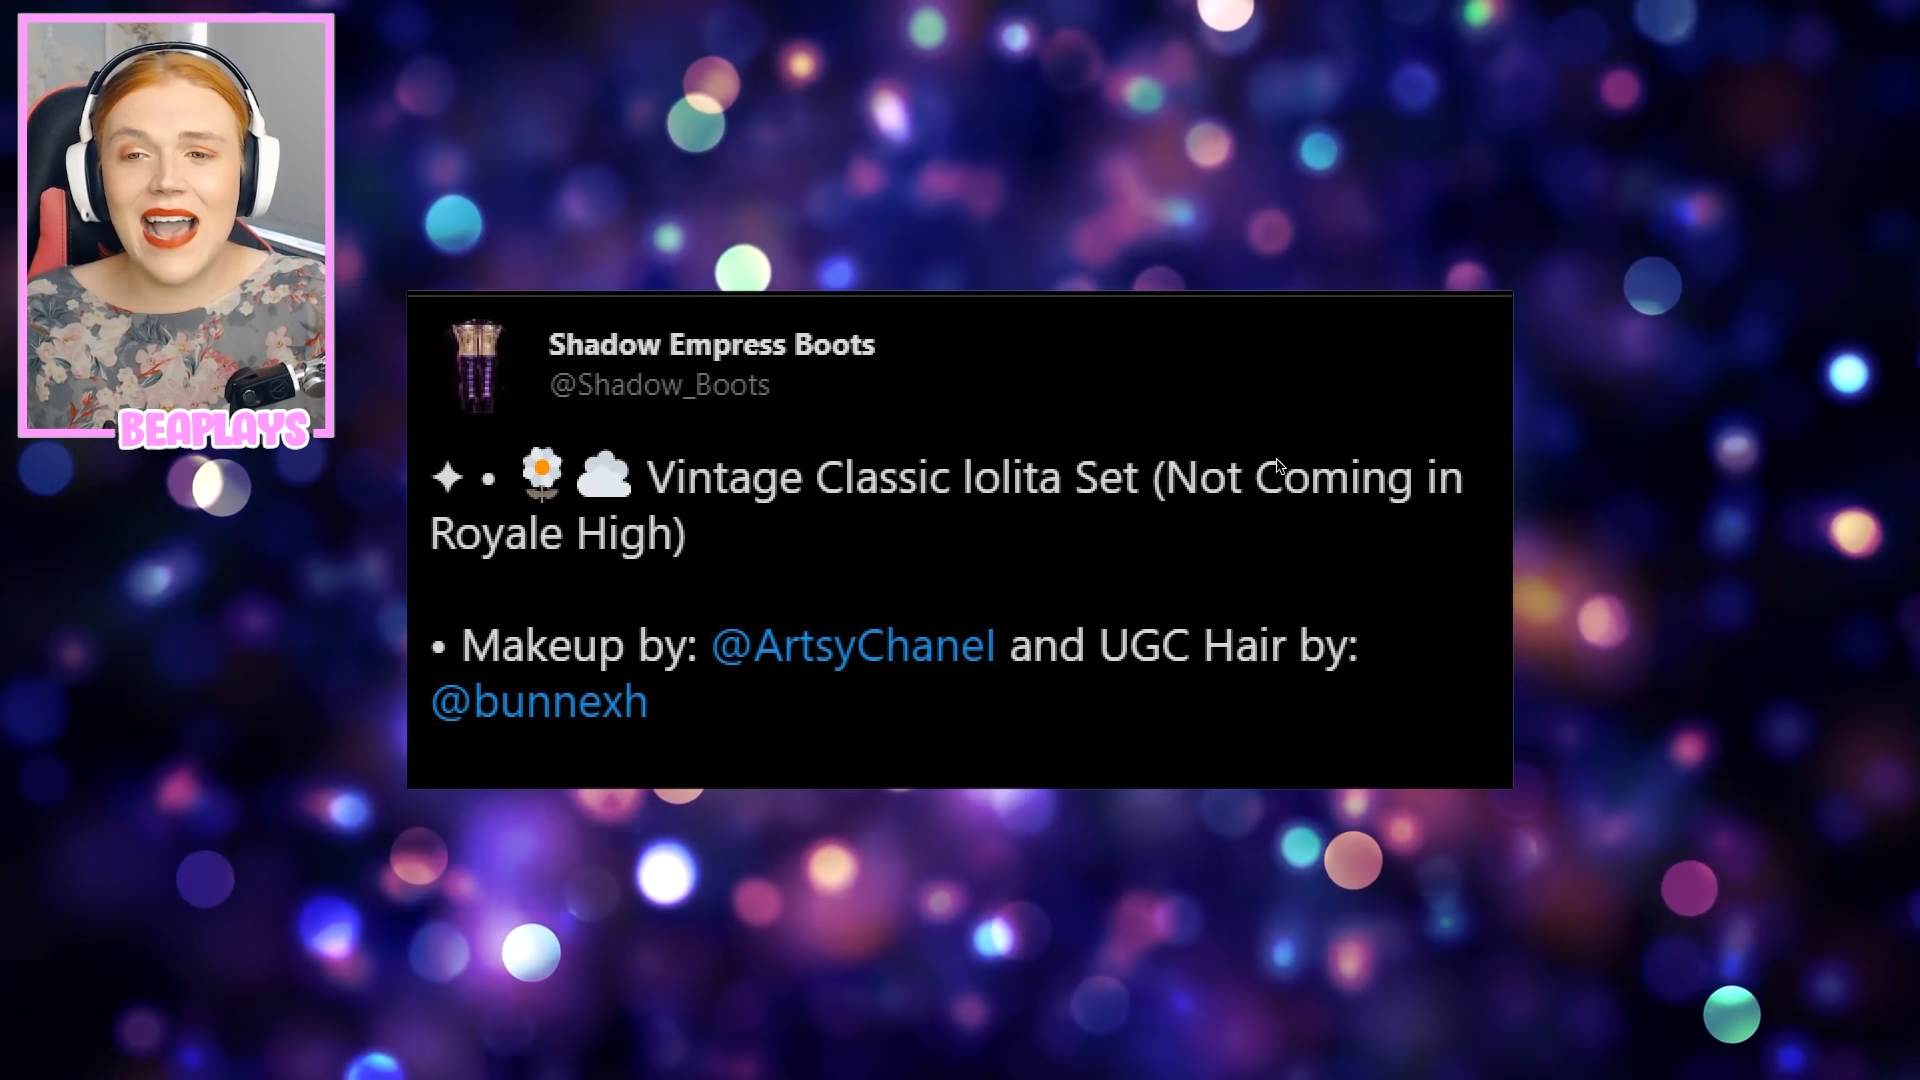 BEAPLAYS
Shadow Empress Boots
@Shadow_Boots
✦ • 🌼☁️ Vintage Classic lolita Set (Not Coming in
Royale High)
• Makeup by: @ArtsyChanel and UGC Hair by:
@bunnexh